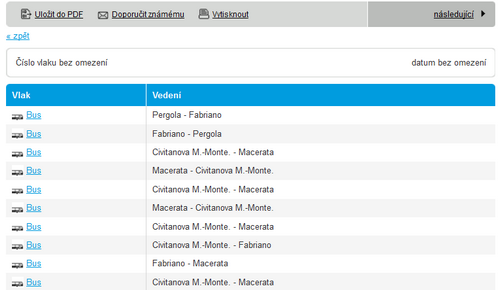 Uložit do PDF Doporučit známému Vytisknout následující
« zpět
Číslo vlaku bez omezení datum bez omezení
Vlak Vedení
Bus Pergola - Fabriano
Bus Fabriano - Pergola
Bus Civitanova M.-Monte. - Macerata
Bus Macerata - Civitanova M.-Monte.
Bus Civitanova M.-Monte. - Macerata
Bus Macerata - Civitanova M.-Monte.
Bus Civitanova M.-Monte. - Macerata
Bus Civitanova M.-Monte. - Fabriano
Bus Fabriano - Macerata
Bus Civitanova M.-Monte. - Macerata